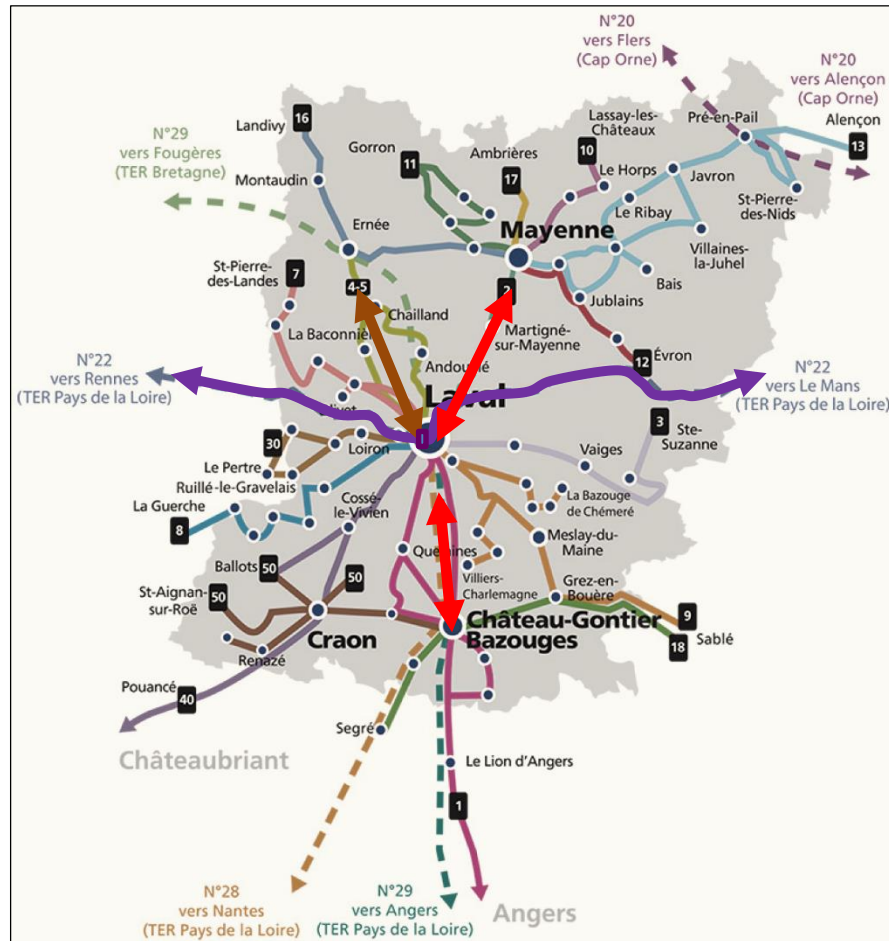 N°20
vers Flers
(Cap Orne)
N°20
vers Alençon
(Cap Orne)
Pré-en-Pail
Alençon
13
Lassay-les-
Châteaux
10
16
Landivy
N°29
vers Fougères
(TER Bretagne)
Gorron
11
Ambrières
17
Le Horps
Javron
St-Pierre-
des-Nids
Montaudin
Le Ribay
Ernée
Mayenne
Villaines-
la-Juhel
Bais
St-Pierre-
des-Landes
7
4-5
2
Jublains
Chailland
La Baconnière
Martigné-
sur-Mayenne
Évron
12
N°22
vers Rennes
(TER Pays de la Loire)
Laval
N°22
vers Le Mans
(TER Pays de la Loire)
3
Ste-
Suzanne
30
Loiron
Vaiges
Le Pertre
Ruillé-le-Gravelais
La Guerche
8
Cossé-
le-Vivien
La Bazouge
de Chémeré
Meslay-du-
Maine
Ballots
50
50
St-Aignan-
sur-Roë
50
Villiers-
Charlemagne
Grez-en-
Bouère
Craon
Château-Gontier
Bazouges
9
18
Sablé
Renazé
Pouancé
40
Châteaubriant
Segré
Le Lion d'Angers
1
N°28
vers Nantes
(TER Pays de la Loire)
N°29
vers Angers
(TER Pays de la Loire)
Angers